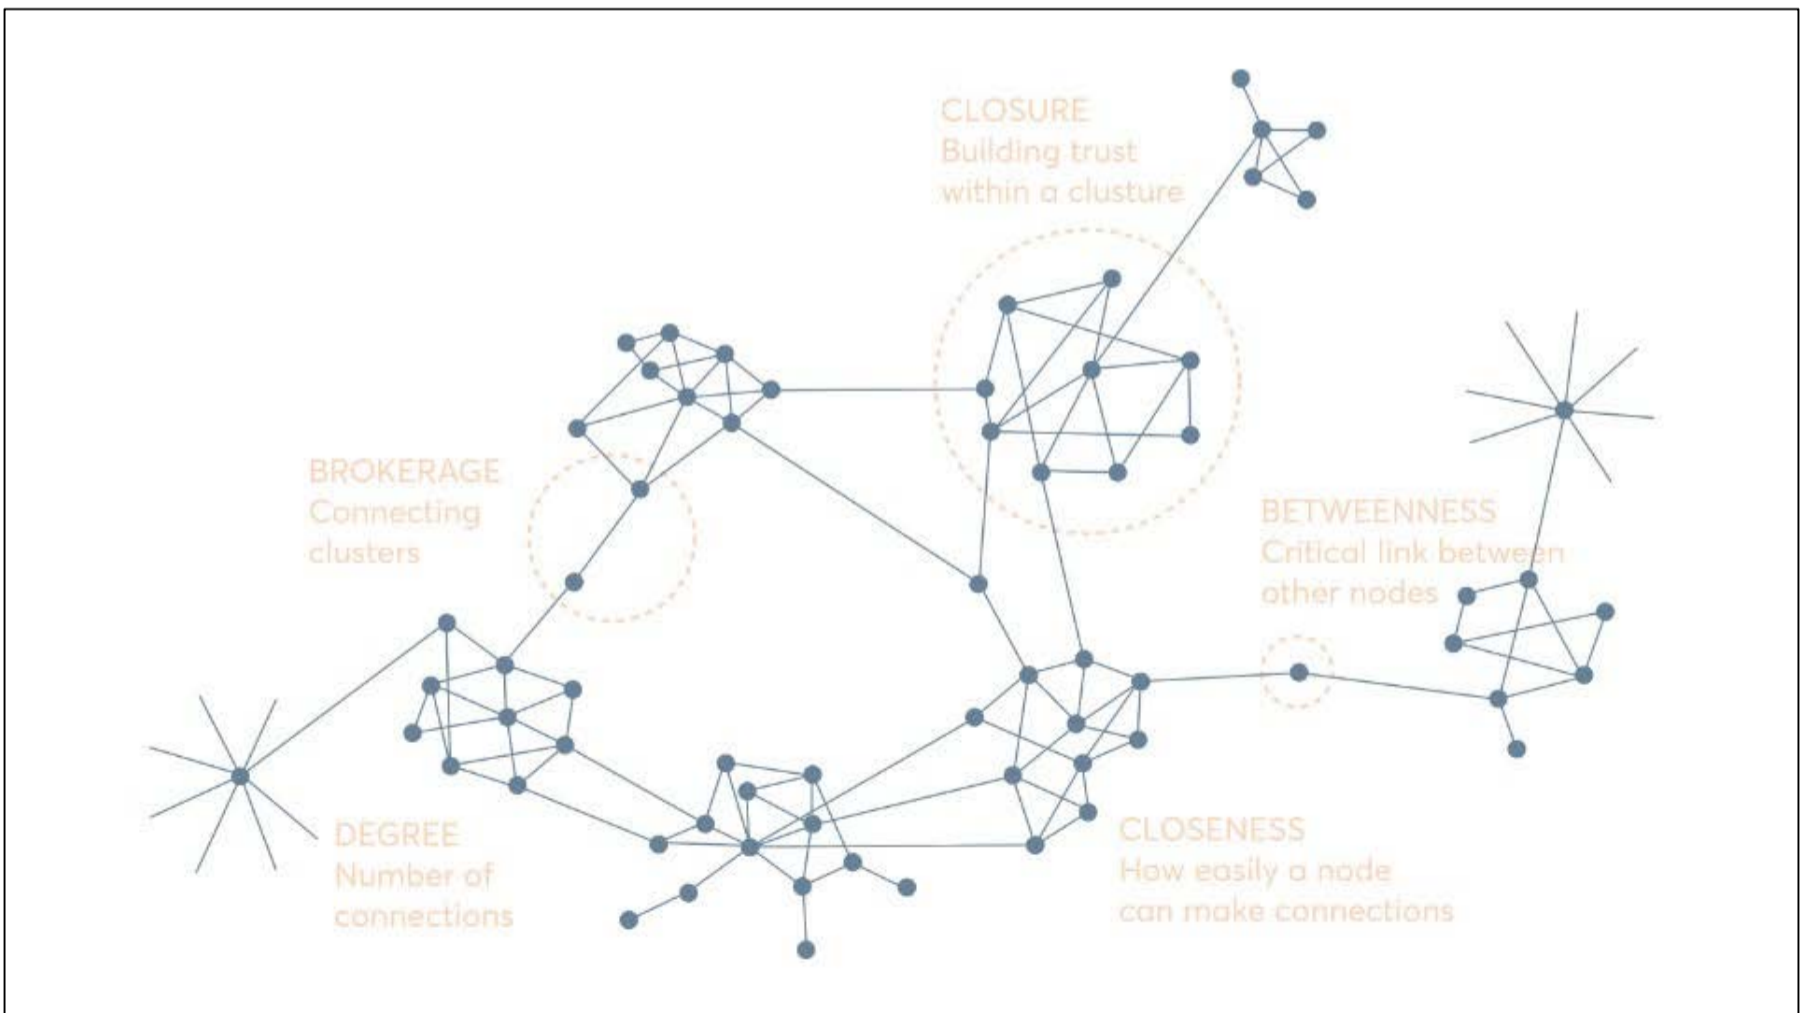 CLOSURE
Building trust
within a clusture
BROKERAGE
Connecting
clusters
BETWEENNESS
Critical link between
other nodes
DEGREE
Number of
connections
CLOSENESS
How easily a node
can make connections